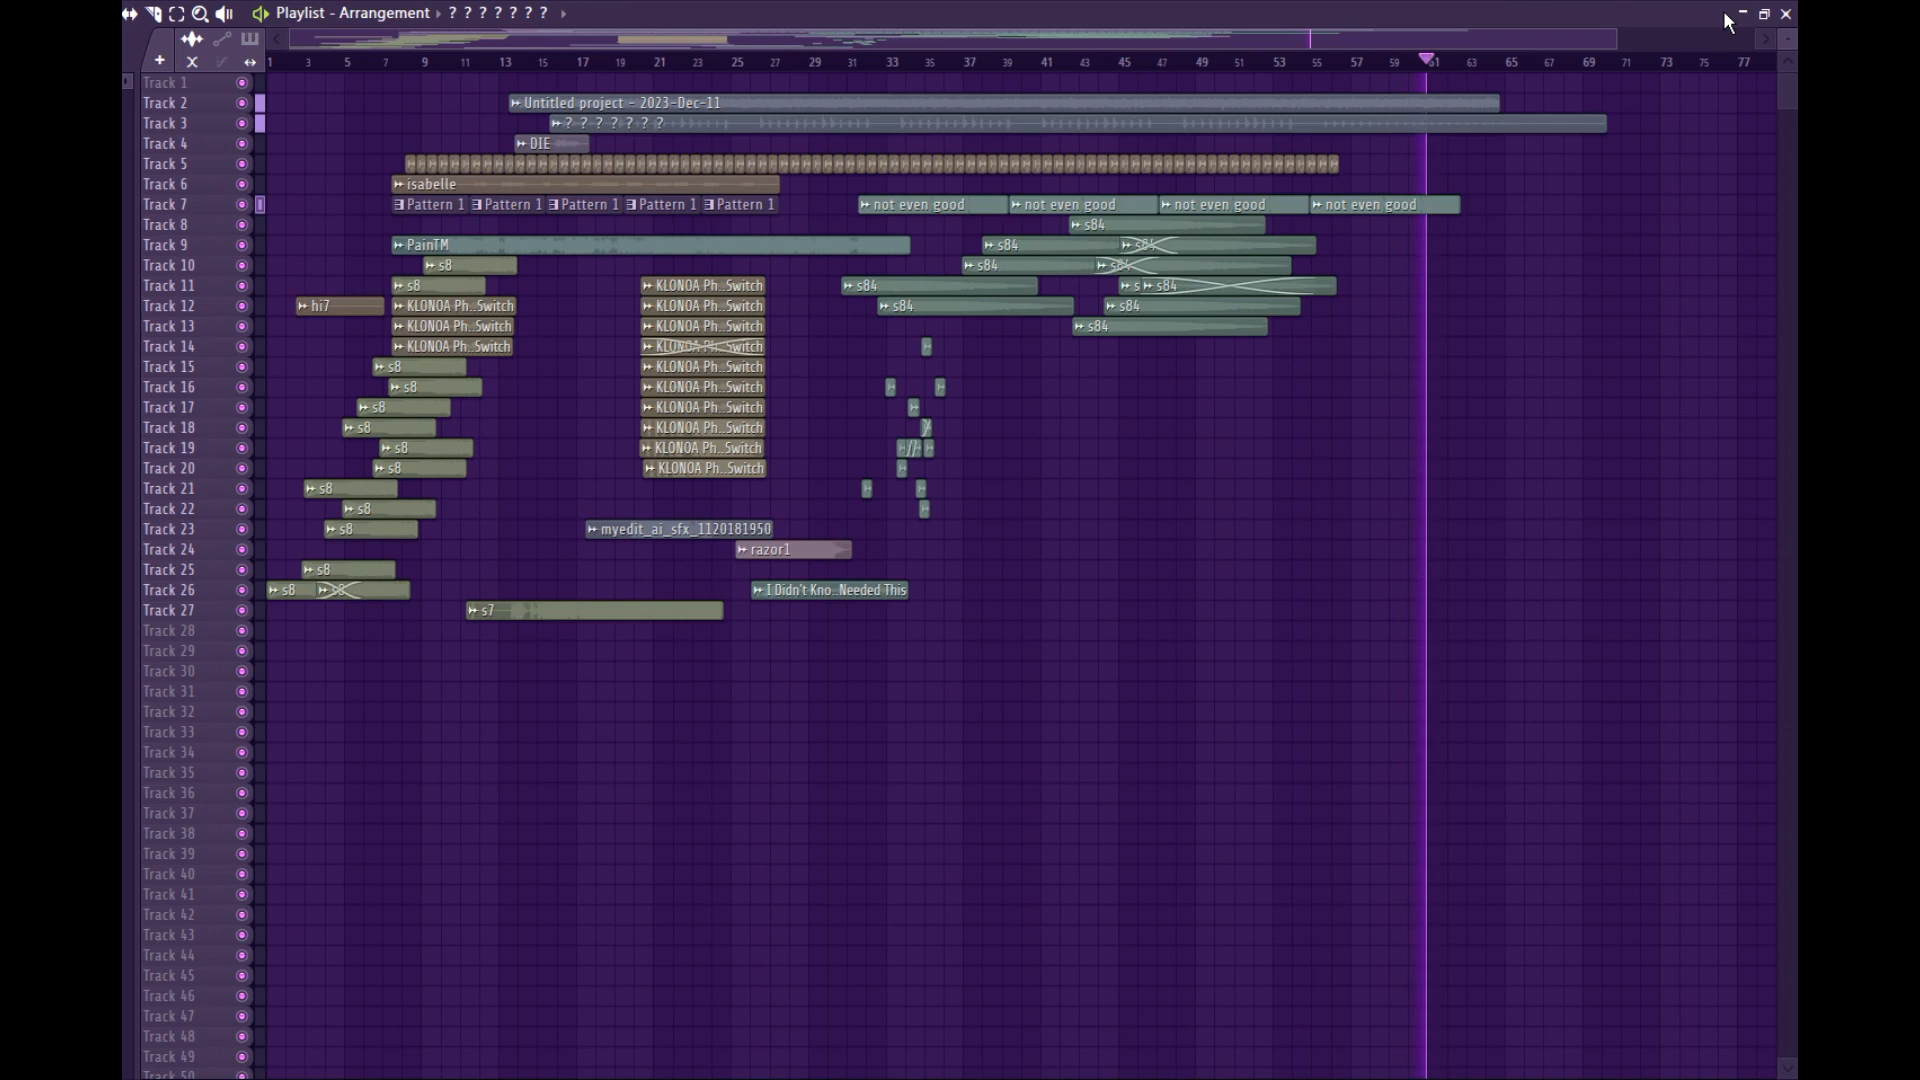 Playlist - Arrangement ▸ ? ? ? ? ? ? ? ▸
1 3 5 7 9 11 13 15 17 19 21 23 25 27 29 31 33 35 37 39 41 43 45 47 49 51 53 55 57 59 61 63 65 67 69 71 73 75 77
Track 1
Track 2 Untitled project - 2023-Dec-11
Track 3 ? ? ? ? ? ? ?
Track 4 DIE
Track 5
Track 6 isabelle
Track 7 Pattern 1 Pattern 1 Pattern 1 Pattern 1 Pattern 1 not even good not even good not even good not even good
Track 8 s84
Track 9 PainTM s84 s84
Track 10 s8 s84 s84
Track 11 s8 KLONOA Ph..Switch s84 s s84
Track 12 hi7 KLONOA Ph..Switch KLONOA Ph..Switch s84 s84
Track 13 KLONOA Ph..Switch KLONOA Ph..Switch s84
Track 14 KLONOA Ph..Switch KLONOA Ph..Switch
Track 15 s8 KLONOA Ph..Switch
Track 16 s8 KLONOA Ph..Switch
Track 17 s8 KLONOA Ph..Switch
Track 18 s8 KLONOA Ph..Switch
Track 19 s8 KLONOA Ph..Switch
Track 20 s8 KLONOA Ph..Switch
Track 21 s8
Track 22 s8
Track 23 s8 myedit_ai_sfx_1120181950
Track 24 razor1
Track 25 s8
Track 26 s8 s8 I Didn't Kno..Needed This
Track 27 s7
Track 28
Track 29
Track 30
Track 31
Track 32
Track 33
Track 34
Track 35
Track 36
Track 37
Track 38
Track 39
Track 40
Track 41
Track 42
Track 43
Track 44
Track 45
Track 46
Track 47
Track 48
Track 49
Track 50